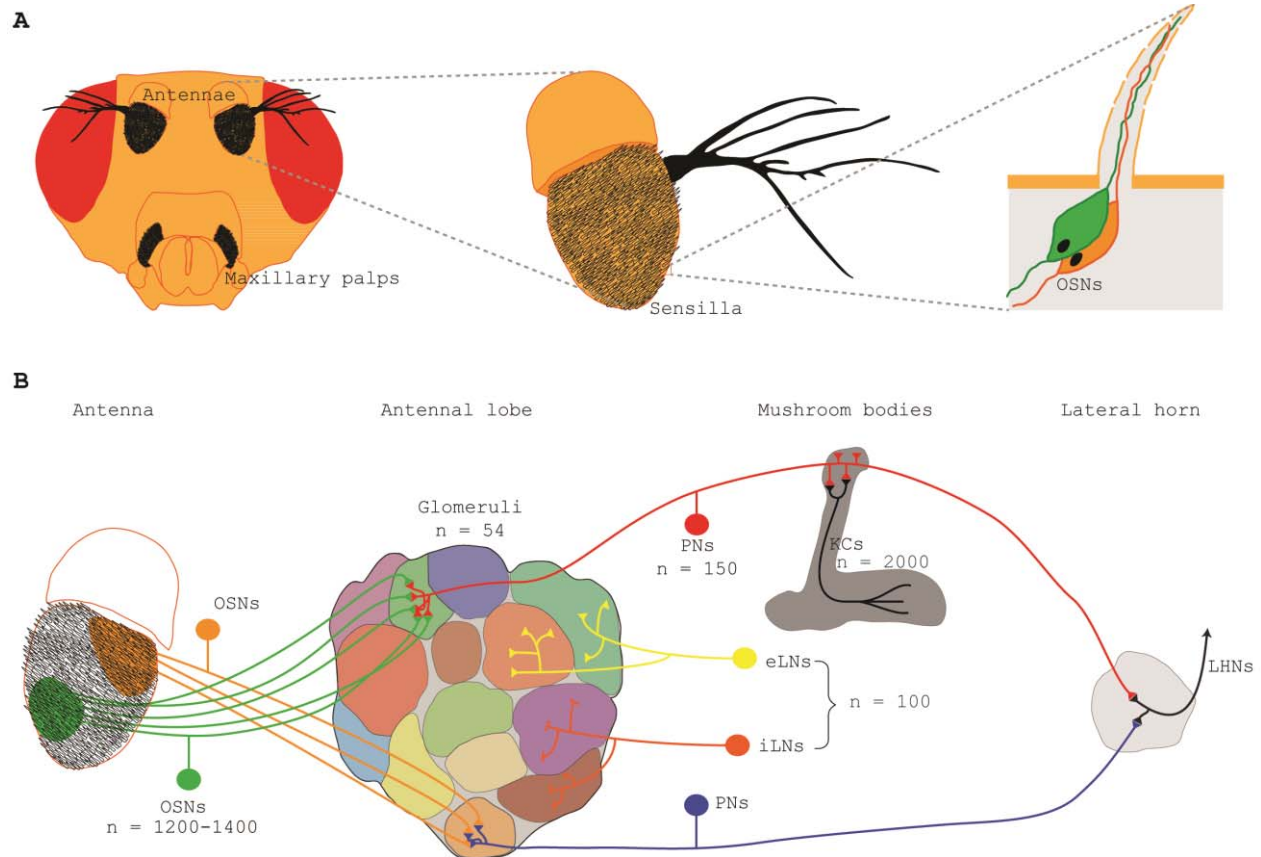 A
Antennae
Maxillary palps
Sensilla
OSNs
B
Antenna
Antennal lobe
Mushroom bodies
Lateral horn
Glomeruli
n = 54
PNs
n = 150
KCs
n = 2000
OSNs
eLNs
n = 100
iLNs
LHNs
OSNs
n = 1200-1400
PNs